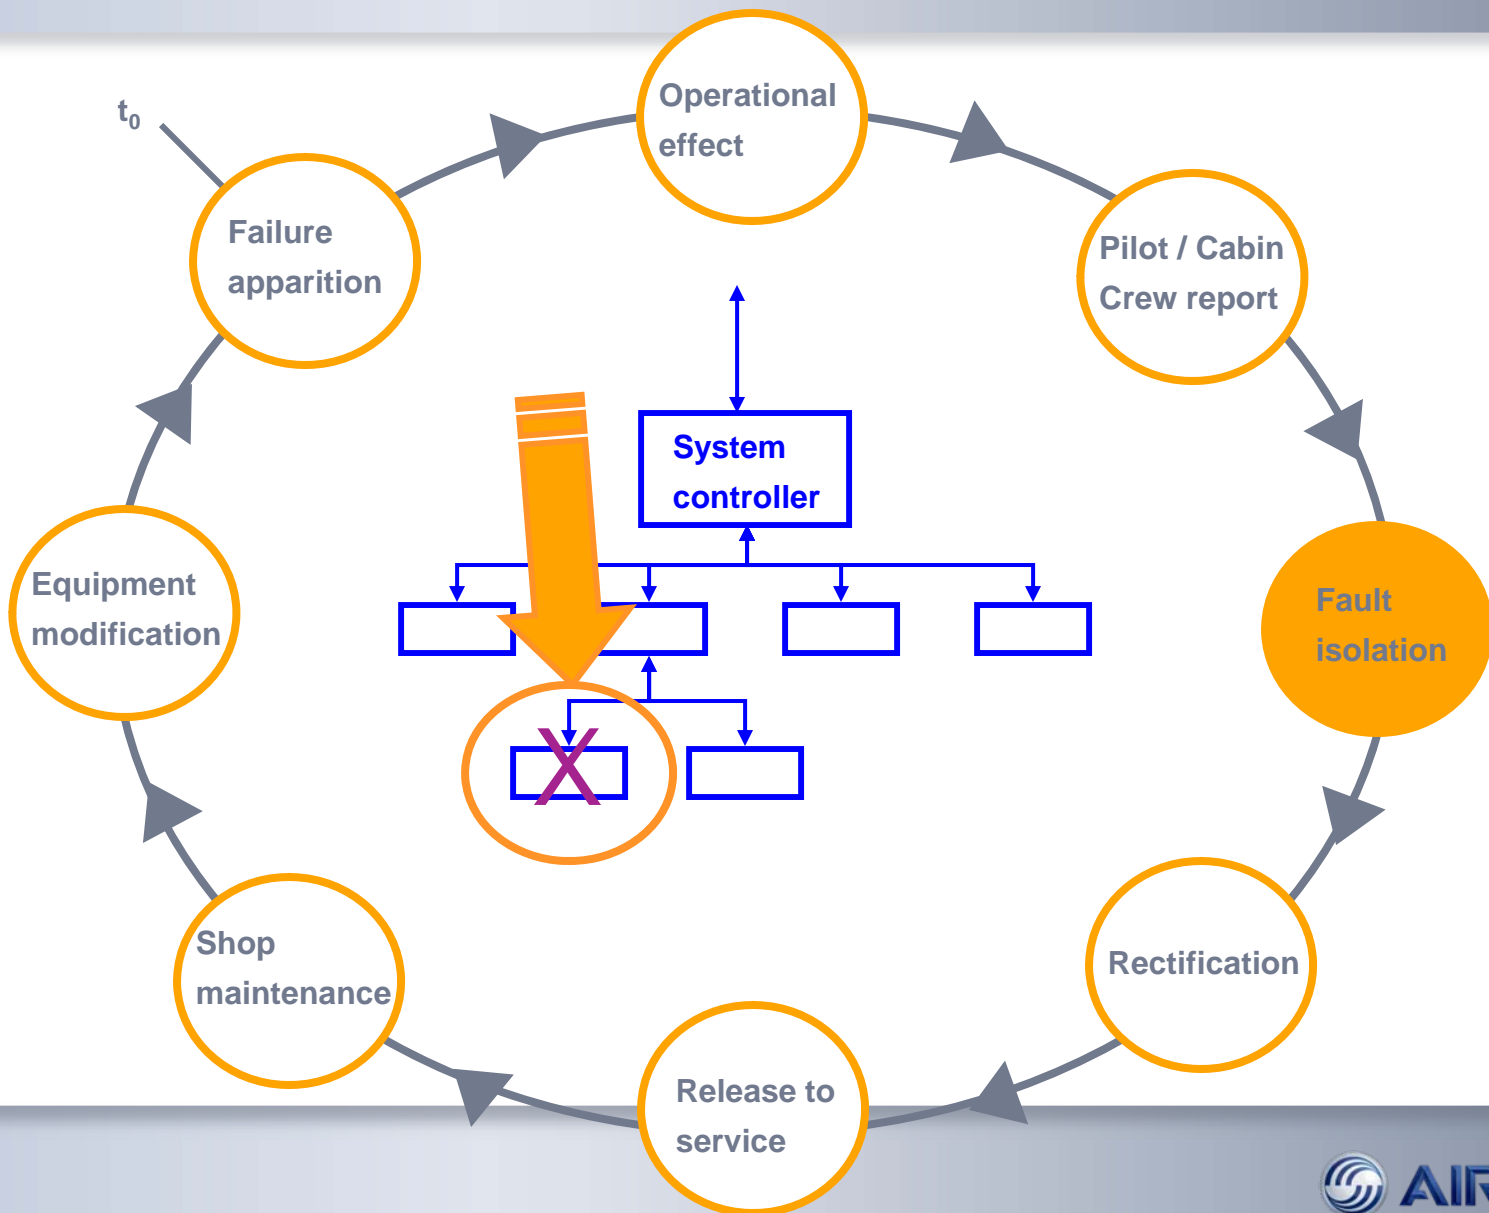 t0
Operational
effect
Failure
apparition
Pilot / Cabin
Crew report
System
controller
Equipment
modification
Fault
isolation
X
Shop
maintenance
Rectification
Release to
service